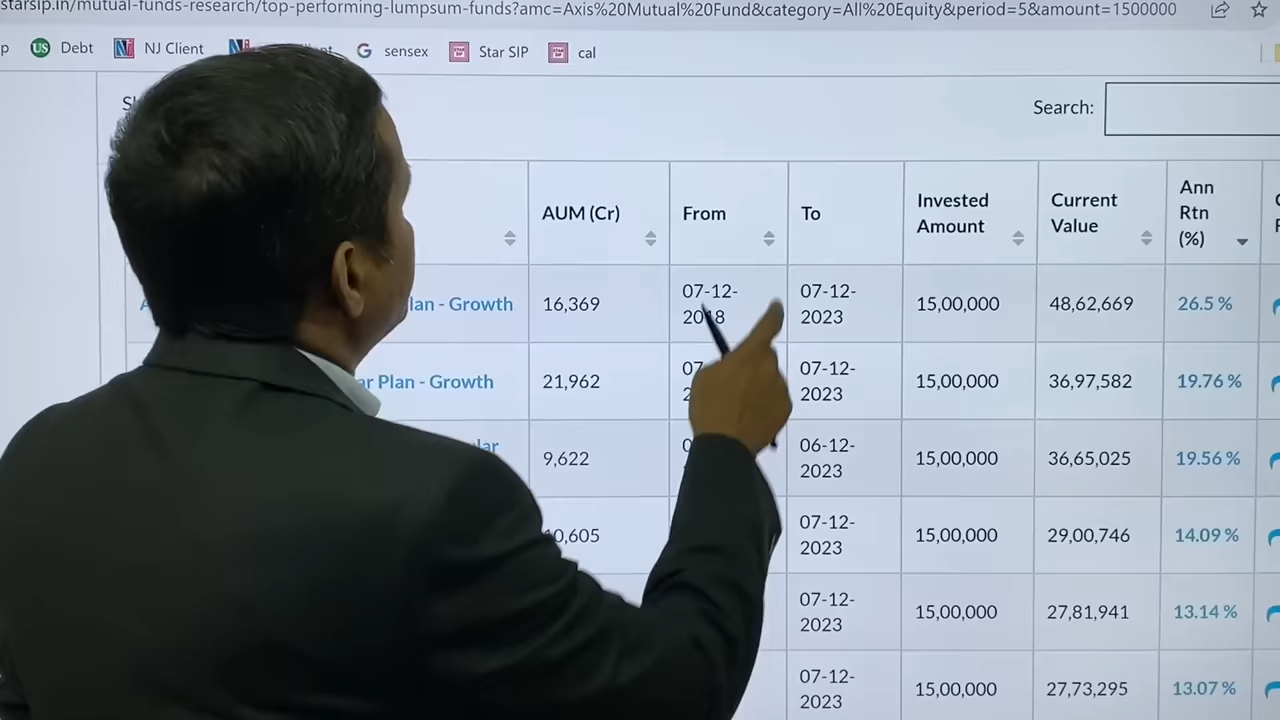 starsip.in/mutual-funds-research/top-performing-lumpsum-funds?amc=Axis%20Mutual%20Fund&category=All%20Equity&period=5&amount=1500000
p US Debt NJ Client sensex Star SIP cal
Search:
AUM (Cr) From To Invested Amount Current Value Ann Rtn (%)
lan - Growth 16,369 07-12-2018 07-12-2023 15,00,000 48,62,669 26.5 %
ar Plan - Growth 21,962 07-12-2023 15,00,000 36,97,582 19.76 %
lar 9,622 06-12-2023 15,00,000 36,65,025 19.56 %
0,605 07-12-2023 15,00,000 29,00,746 14.09 %
07-12-2023 15,00,000 27,81,941 13.14 %
07-12-2023 15,00,000 27,73,295 13.07 %